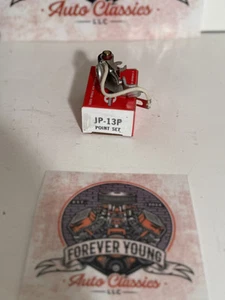 Auto Classics
LLC
JP-13P
POINT SET
FOREVER YOUNG
Auto Classics
LLC